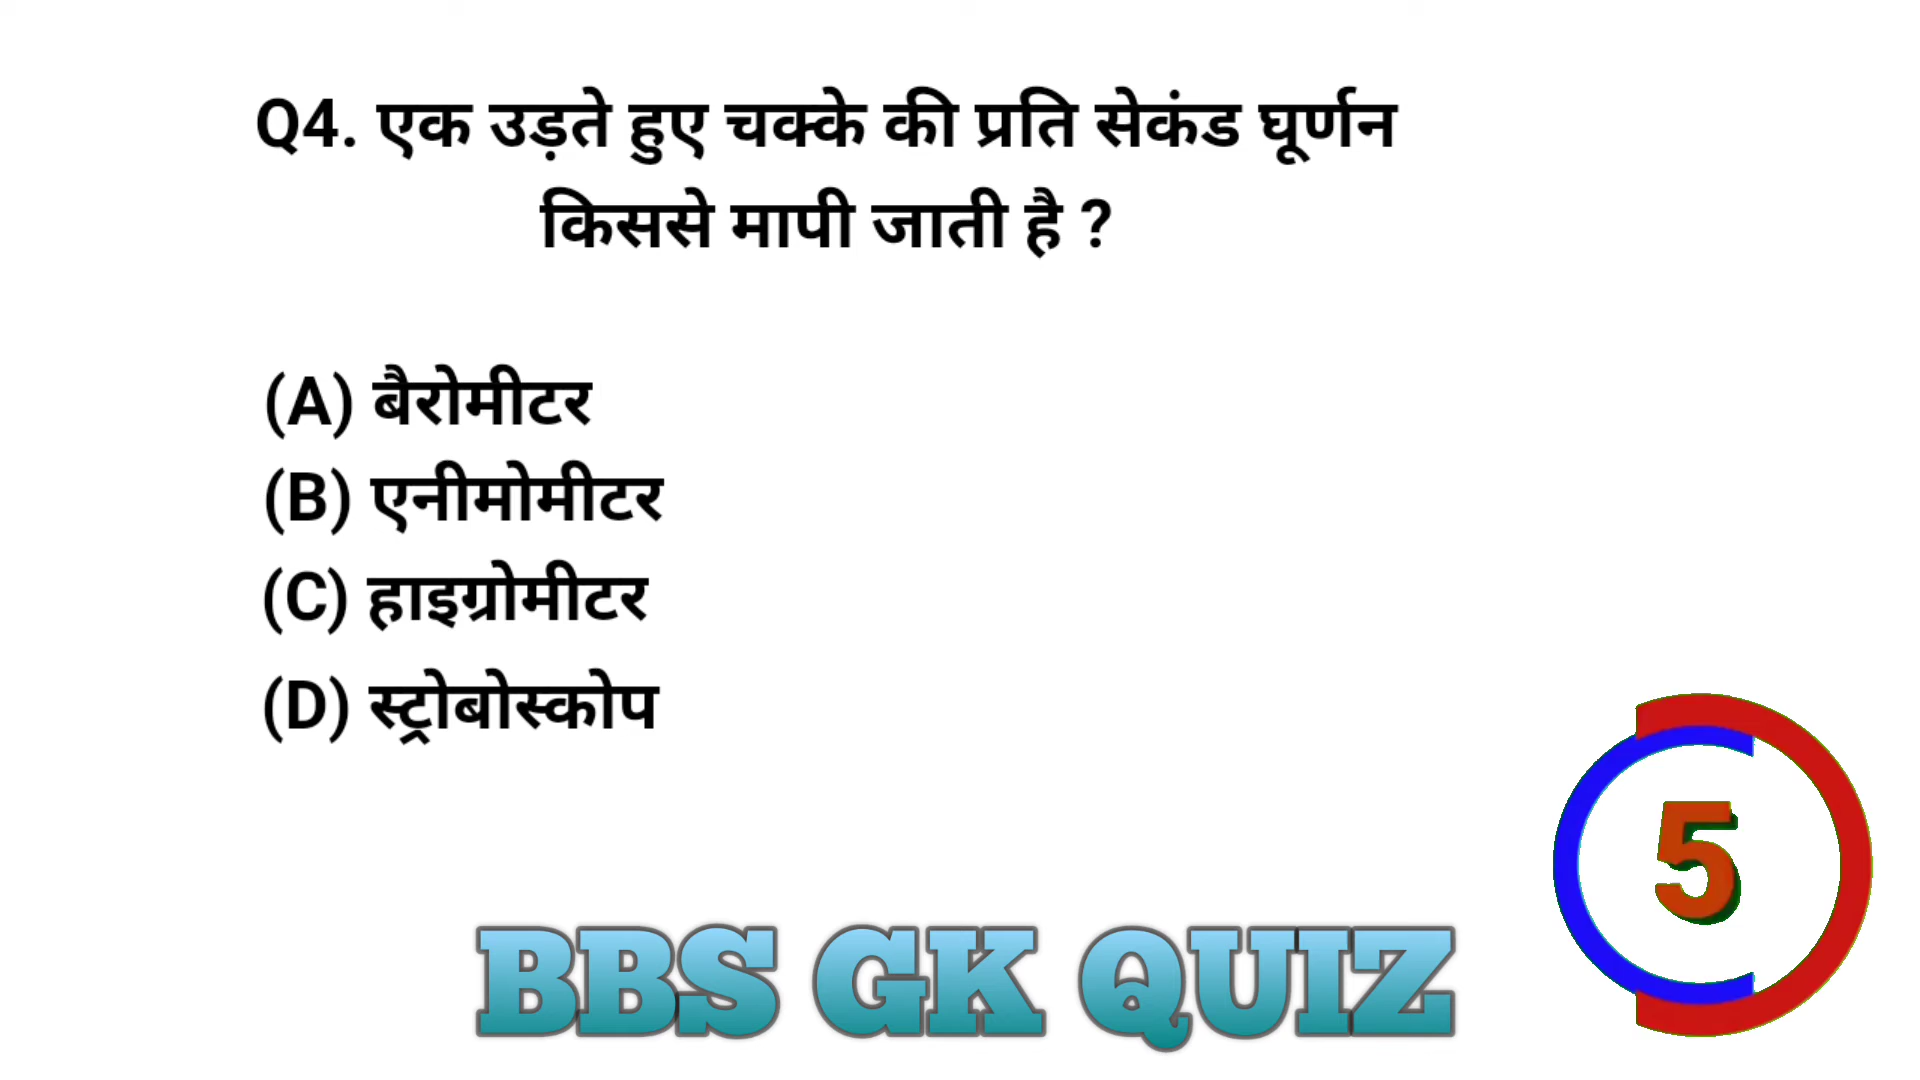 Q4. एक उड़ते हुए चक्के की प्रति सेकंड घूर्णन
किससे मापी जाती है ?
(A) बैरोमीटर
(B) एनीमोमीटर
(C) हाइग्रोमीटर
(D) स्ट्रोबोस्कोप
5
BBS GK QUIZ